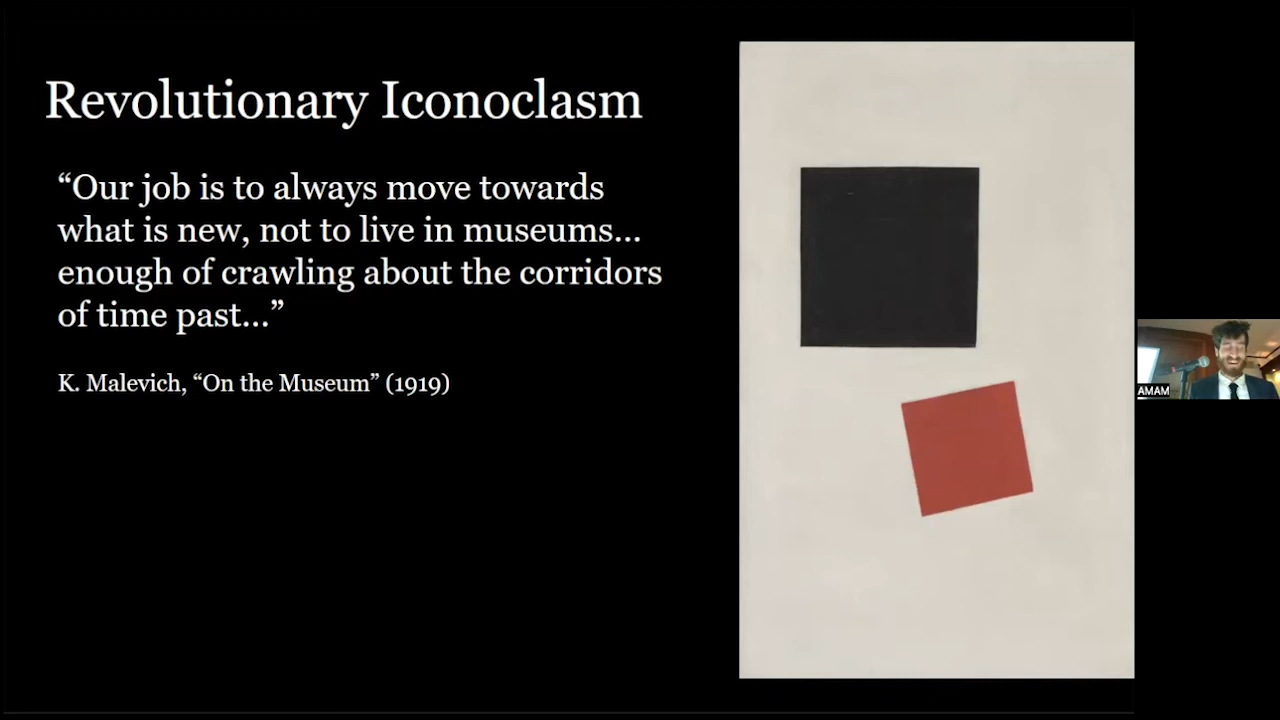 Revolutionary Iconoclasm
“Our job is to always move towards
what is new, not to live in museums...
enough of crawling about the corridors
of time past...”
K. Malevich, “On the Museum” (1919)
AMAM